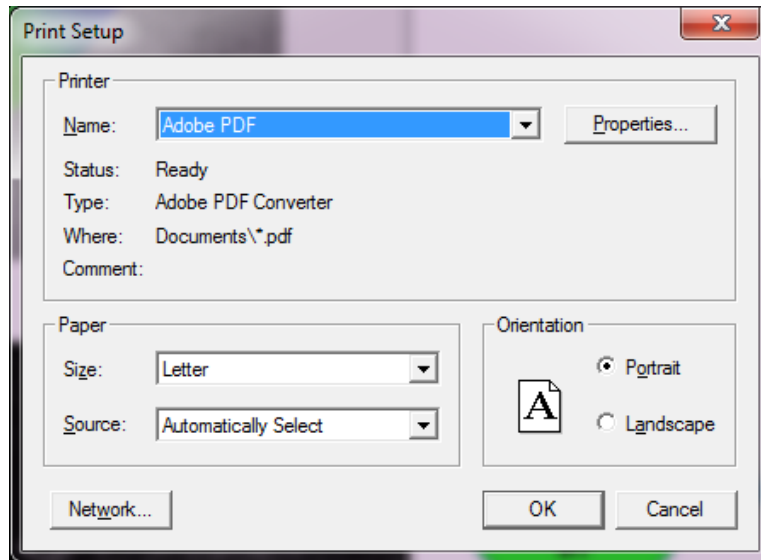 Print Setup
Printer
Name: Adobe PDF Properties...
Status: Ready
Type: Adobe PDF Converter
Where: Documents\*.pdf
Comment:
Paper
Size: Letter
Source: Automatically Select
Orientation
A
Portrait
Landscape
Network... OK Cancel